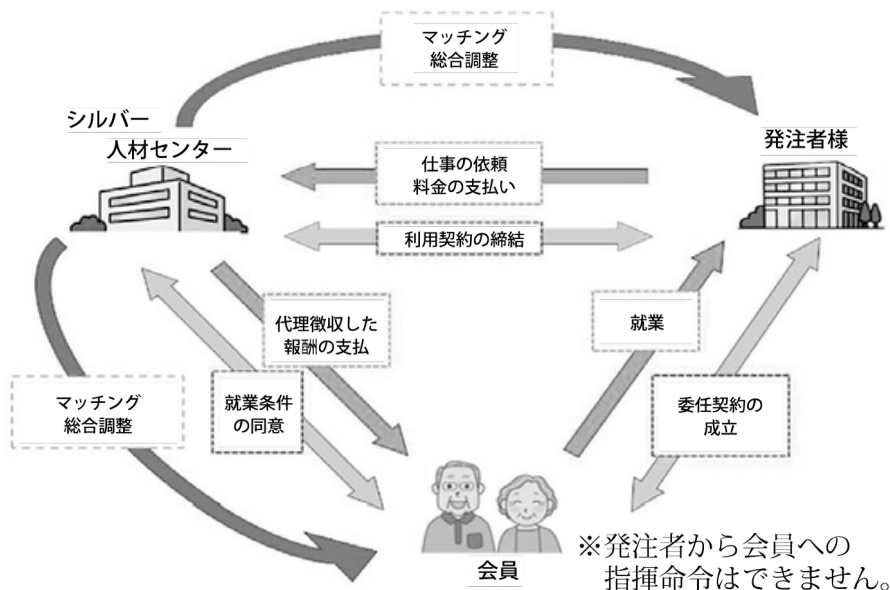 マッチング
総合調整
シルバー
人材センター
発注者様
仕事の依頼
料金の支払い
利用契約の締結
代理徴収した
報酬の支払
就業
マッチング
総合調整
就業条件
の同意
委任契約の
成立
会員
※発注者から会員への
指揮命令はできません。